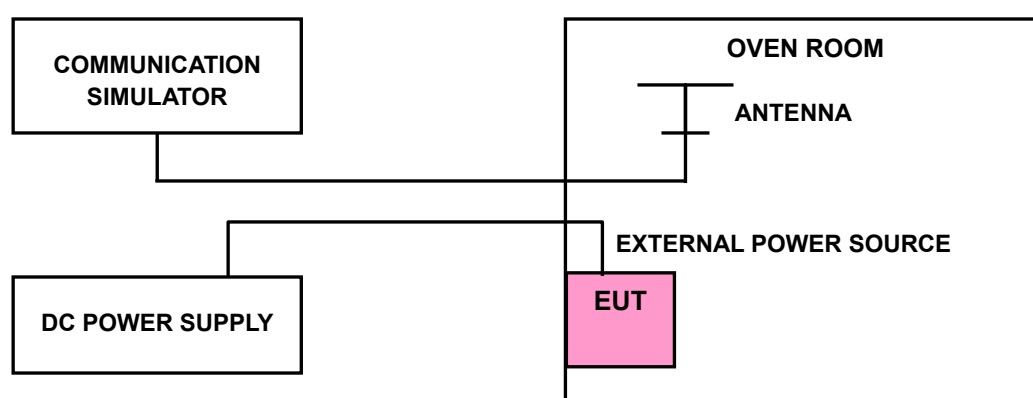 COMMUNICATION
SIMULATOR
OVEN ROOM
ANTENNA
EXTERNAL POWER SOURCE
DC POWER SUPPLY
EUT